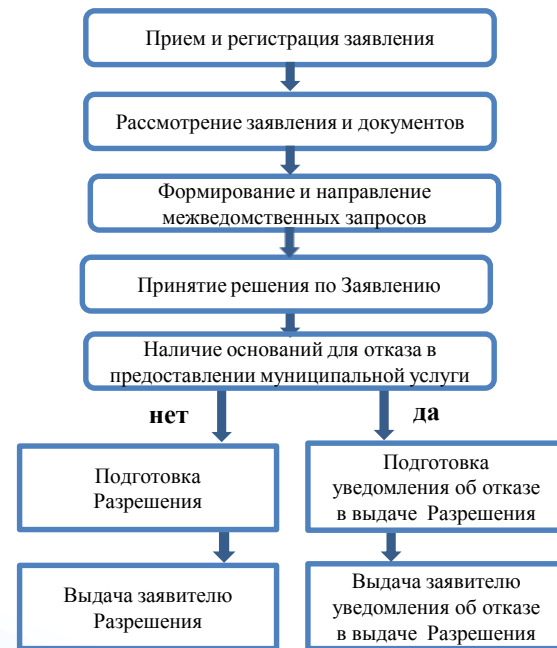 Прием и регистрация заявления
Рассмотрение заявления и документов
Формирование и направление
межведомственных запросов
Принятие решения по Заявлению
Наличие оснований для отказа в
предоставлении муниципальной услуги
нет
да
Подготовка
Разрешения
Подготовка
уведомления об отказе
в выдаче Разрешения
Выдача заявителю
Разрешения
Выдача заявителю
уведомления об отказе
в выдаче Разрешения